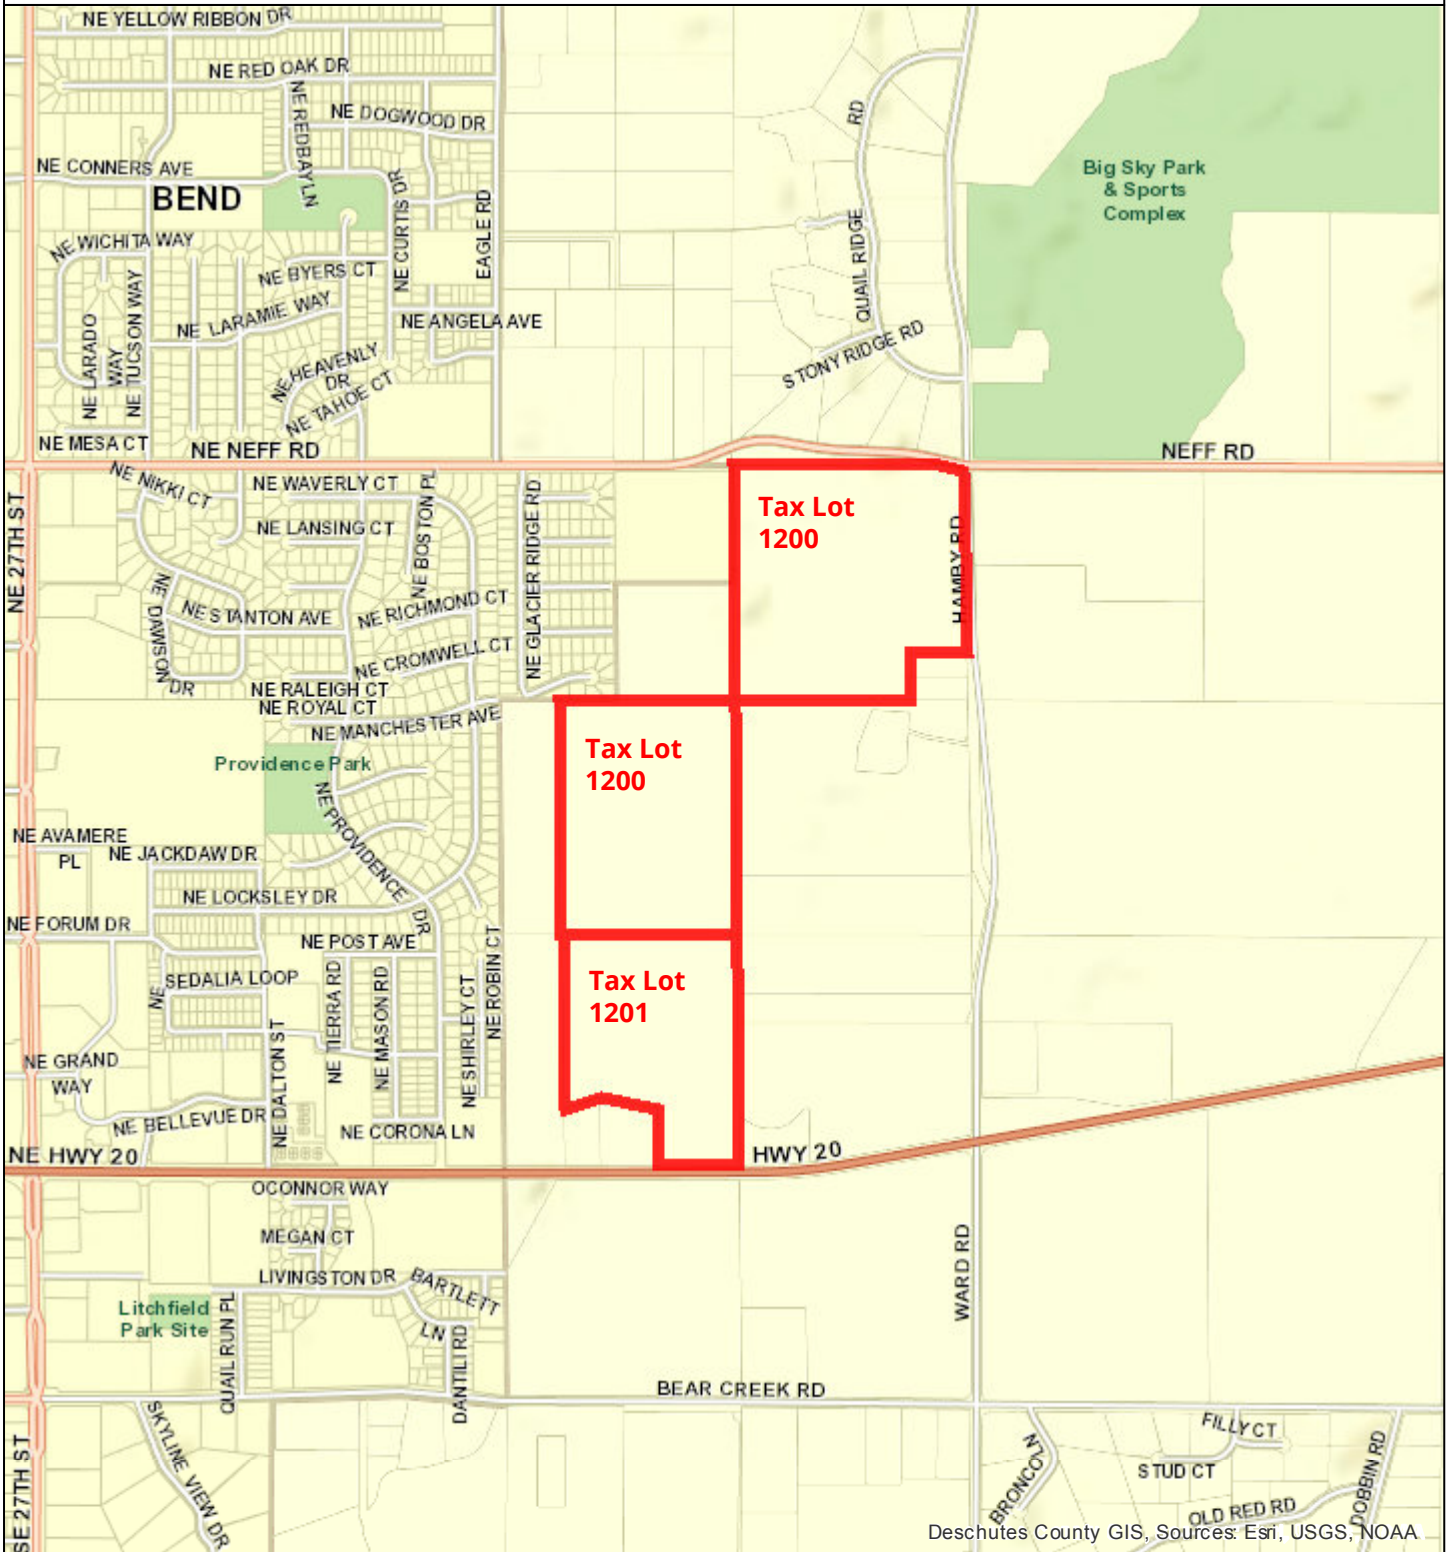 NE YELLOW RIBBON DR
NE RED OAK DR
NE REDBAY LN
NE DOGWOOD DR
RD
NE CONNERS AVE
BEND
Big Sky Park
& Sports
Complex
NE CURTIS DR
EAGLE RD
NE WICHITA WAY
NE BYERS CT
QUAIL RIDGE
NE TUCSON WAY
NE LARAMIE WAY
NE ANGELA AVE
NE LARADO
WAY
STONY RIDGE RD
NE HEAVENLY
DR
NE TAHOE CT
NE MESA CT
NE NEFF RD
NEFF RD
NE NIKKI CT
NE WAVERLY CT
NE 27TH ST
NE BOSTON PL
NE GLACIER RIDGE RD
Tax Lot
1200
NE LANSING CT
HAMBY RD
NE DAWSON
DR
NE STANTON AVE
NE RICHMOND CT
NE CROMWELL CT
NE RALEIGH CT
NE ROYAL CT
NE MANCHESTER AVE
Tax Lot
1200
Providence Park
NE PROVIDENCE
DR
NE AVAMERE
PL
NE JACKDAW DR
NE LOCKSLEY DR
NE FORUM DR
NE POST AVE
NE ROBIN CT
NE
SEDALIA LOOP
NE TIERRA RD
NE MASON RD
NE SHIRLEY CT
Tax Lot
1201
NE GRAND
WAY
NE DALTON ST
NE BELLEVUE DR
NE CORONA LN
NE HWY 20
HWY 20
OCONNOR WAY
MEGAN CT
WARD RD
LIVINGSTON DR
BARTLETT
LN
Litchfield
Park Site
QUAIL RUN PL
DANTILI RD
BEAR CREEK RD
SKYLINE VIEW DR
SE 27TH ST
BRONCO LN
FILLY CT
STUD CT
DOBBIN RD
OLD RED RD
Deschutes County GIS, Sources: Esri, USGS, NOAA